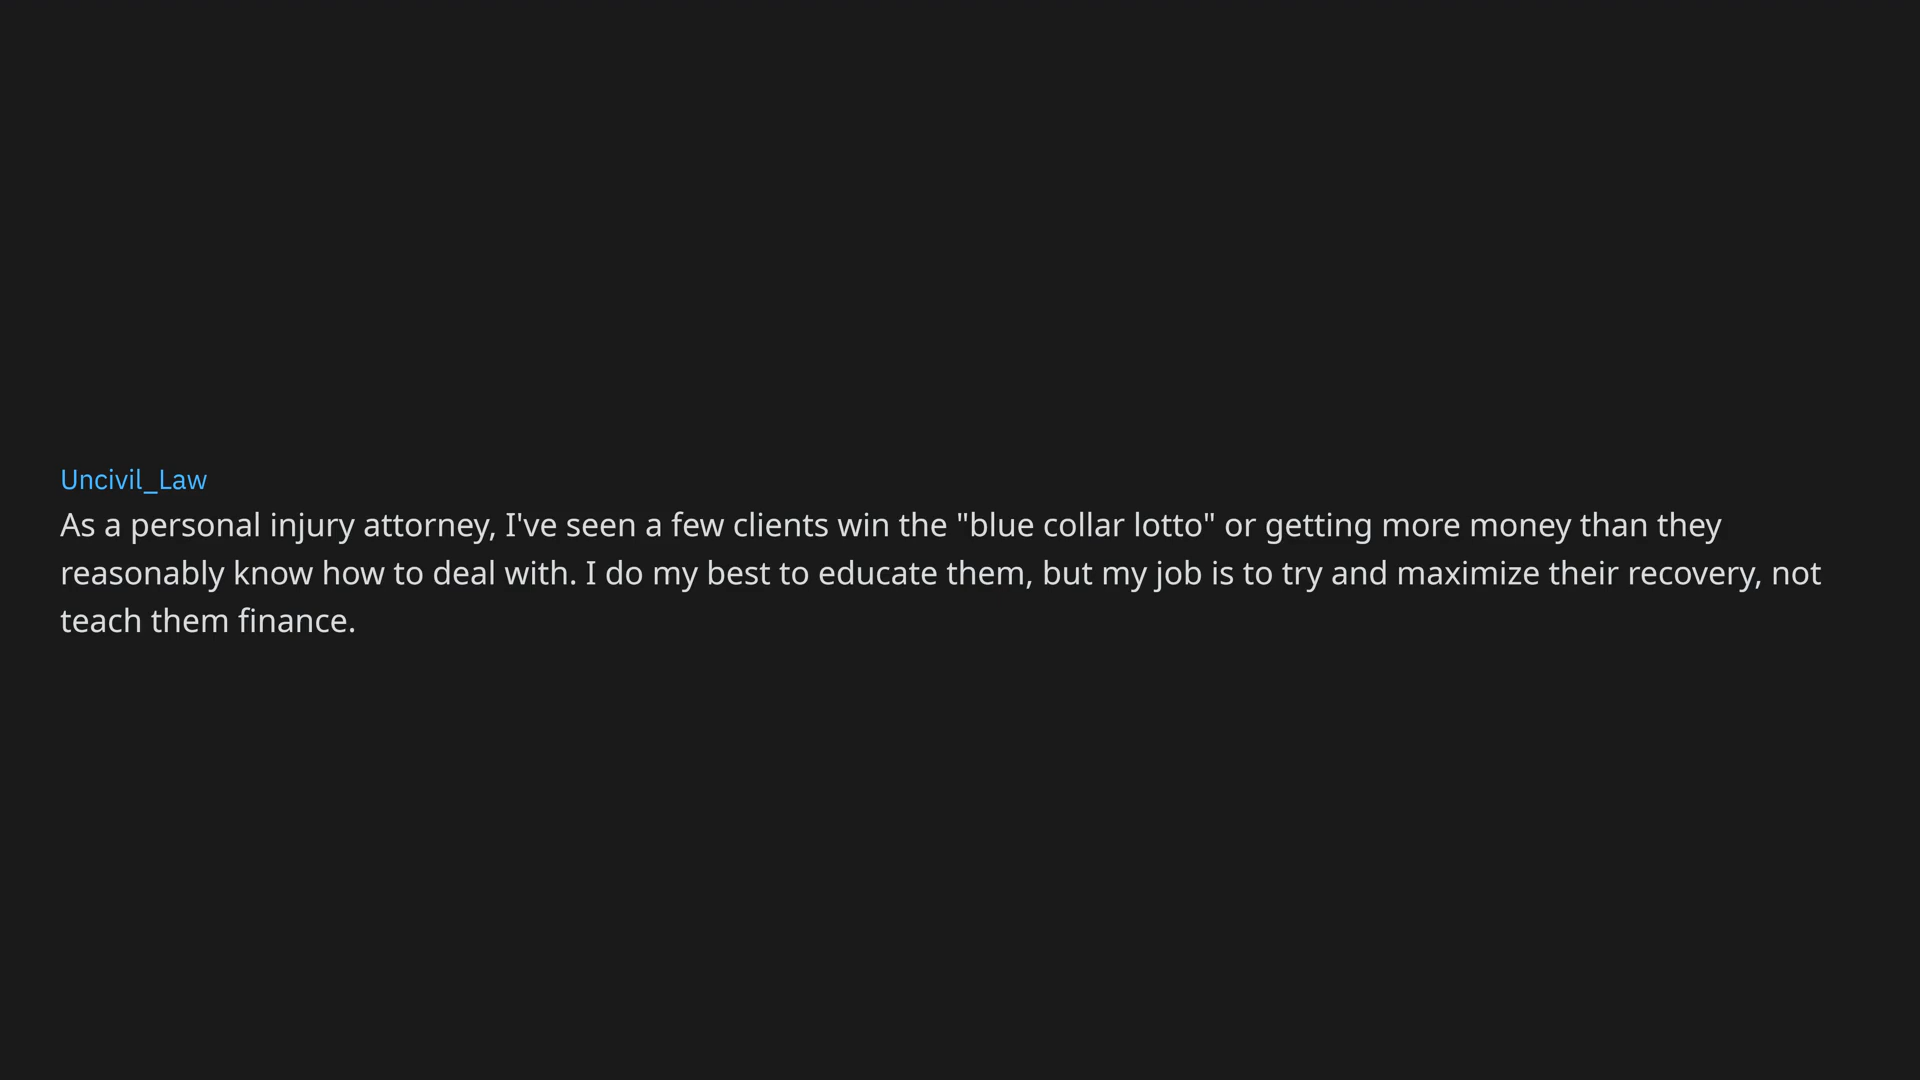 Uncivil_Law
As a personal injury attorney, I've seen a few clients win the "blue collar lotto" or getting more money than they
reasonably know how to deal with. I do my best to educate them, but my job is to try and maximize their recovery, not
teach them finance.